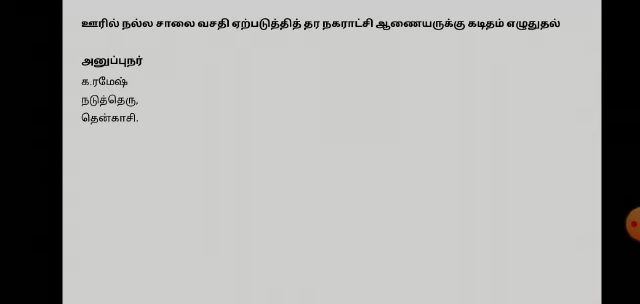 ஊரில் நல்ல சாலை வசதி ஏற்படுத்தித் தர நகராட்சி ஆணையருக்கு கடிதம் எழுதுதல்
அனுப்புநர்
க.ரமேஷ்
நடுத்தெரு,
தென்காசி.